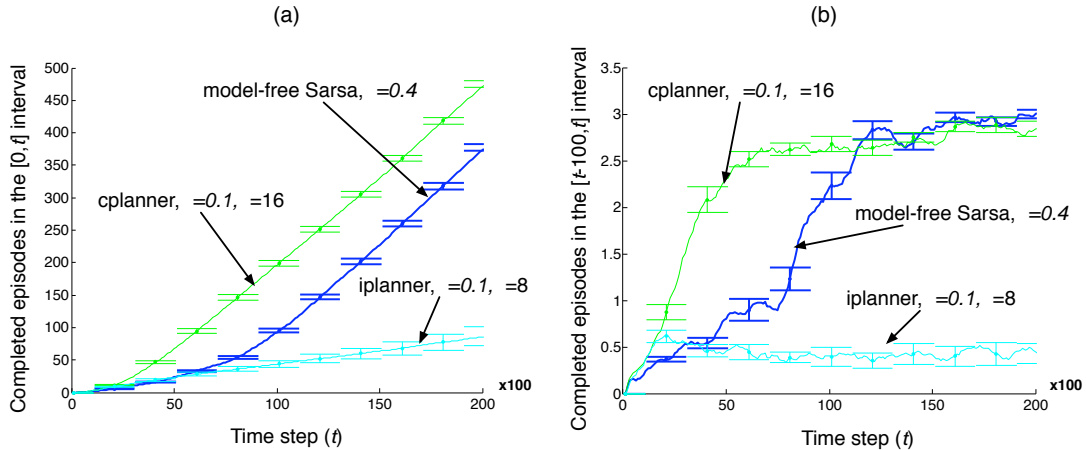 (a)
Completed episodes in the [0,t] interval
500
450
400
350
300
250
200
150
100
50
0
model-free Sarsa, =0.4
cplanner, =0.1, =16
iplanner, =0.1, =8
0
50
100
150
200
x100
Time step (t)
(b)
Completed episodes in the [t-100,t] interval
3.5
3
2.5
2
1.5
1
0.5
0
cplanner, =0.1, =16
model-free Sarsa, =0.4
iplanner, =0.1, =8
0
50
100
150
200
x100
Time step (t)